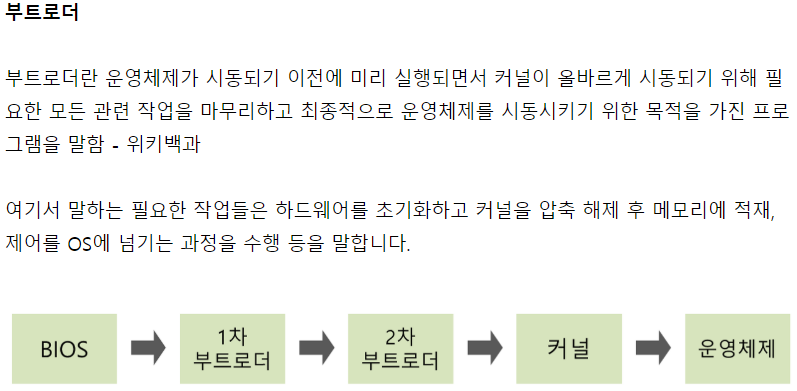 부트로더
부트로더란 운영체제가 시동되기 이전에 미리 실행되면서 커널이 올바르게 시동되기 위해 필
요한 모든 관련 작업을 마무리하고 최종적으로 운영체제를 시동시키기 위한 목적을 가진 프로
그램을 말함 - 위키백과
여기서 말하는 필요한 작업들은 하드웨어를 초기화하고 커널을 압축 해제 후 메모리에 적재,
제어를 OS에 넘기는 과정을 수행 등을 말합니다.
BIOS
1차
부트로더
2차
부트로더
커널
운영체제